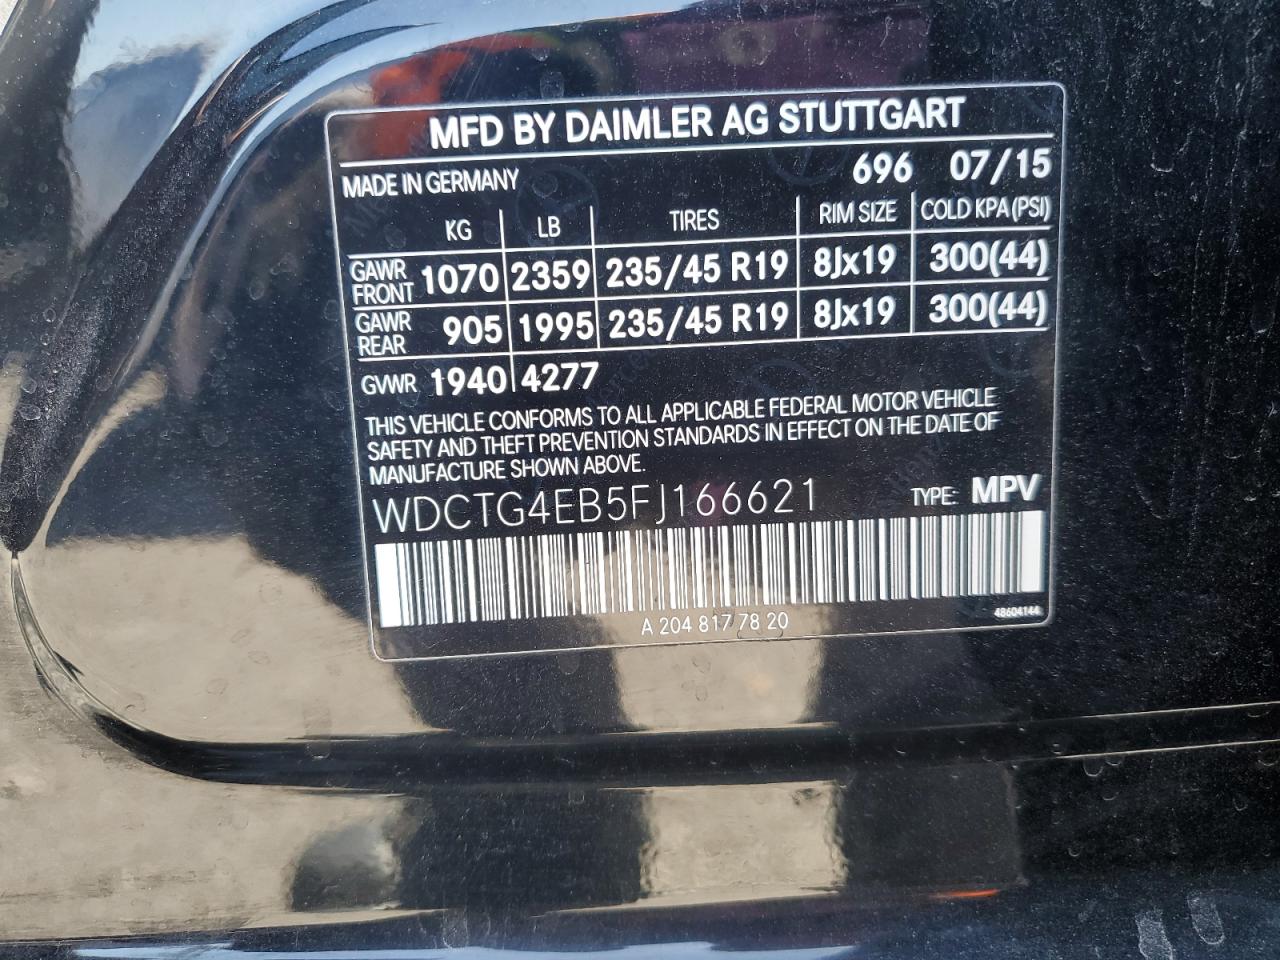 MFD BY DAIMLER AG STUTTGART
MADE IN GERMANY 696 07/15
KG LB TIRES RIM SIZE COLD KPA (PSI)
GAWR FRONT 1070 2359 235/45 R19 8Jx19 300(44)
GAWR REAR 905 1995 235/45 R19 8Jx19 300(44)
GVWR 1940 4277
THIS VEHICLE CONFORMS TO ALL APPLICABLE FEDERAL MOTOR VEHICLE
SAFETY AND THEFT PREVENTION STANDARDS IN EFFECT ON THE DATE OF
MANUFACTURE SHOWN ABOVE.
WDCTG4EB5FJ166621 TYPE: MPV
A 204 817 78 20 48604144